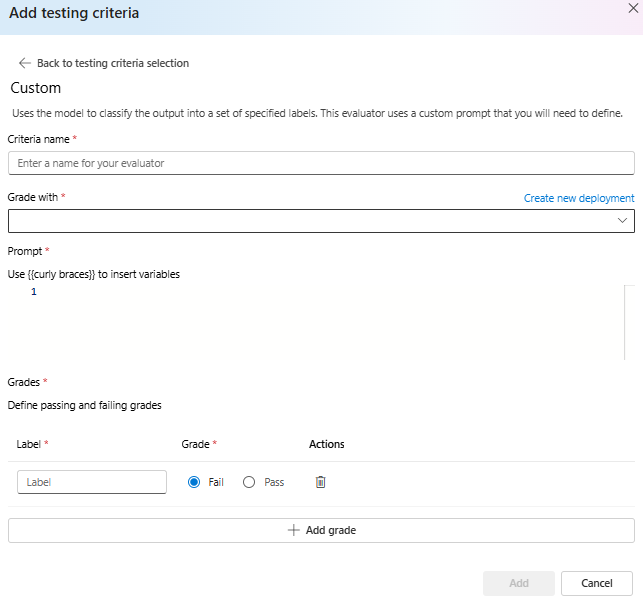 Add testing criteria
Back to testing criteria selection
Custom
Uses the model to classify the output into a set of specified labels. This evaluator uses a custom prompt that you will need to define.
Criteria name *
Enter a name for your evaluator
Grade with *
Create new deployment
Prompt *
Use {{curly braces}} to insert variables
1
Grades *
Define passing and failing grades
Label * Grade * Actions
Label Fail Pass
Add grade
Add Cancel